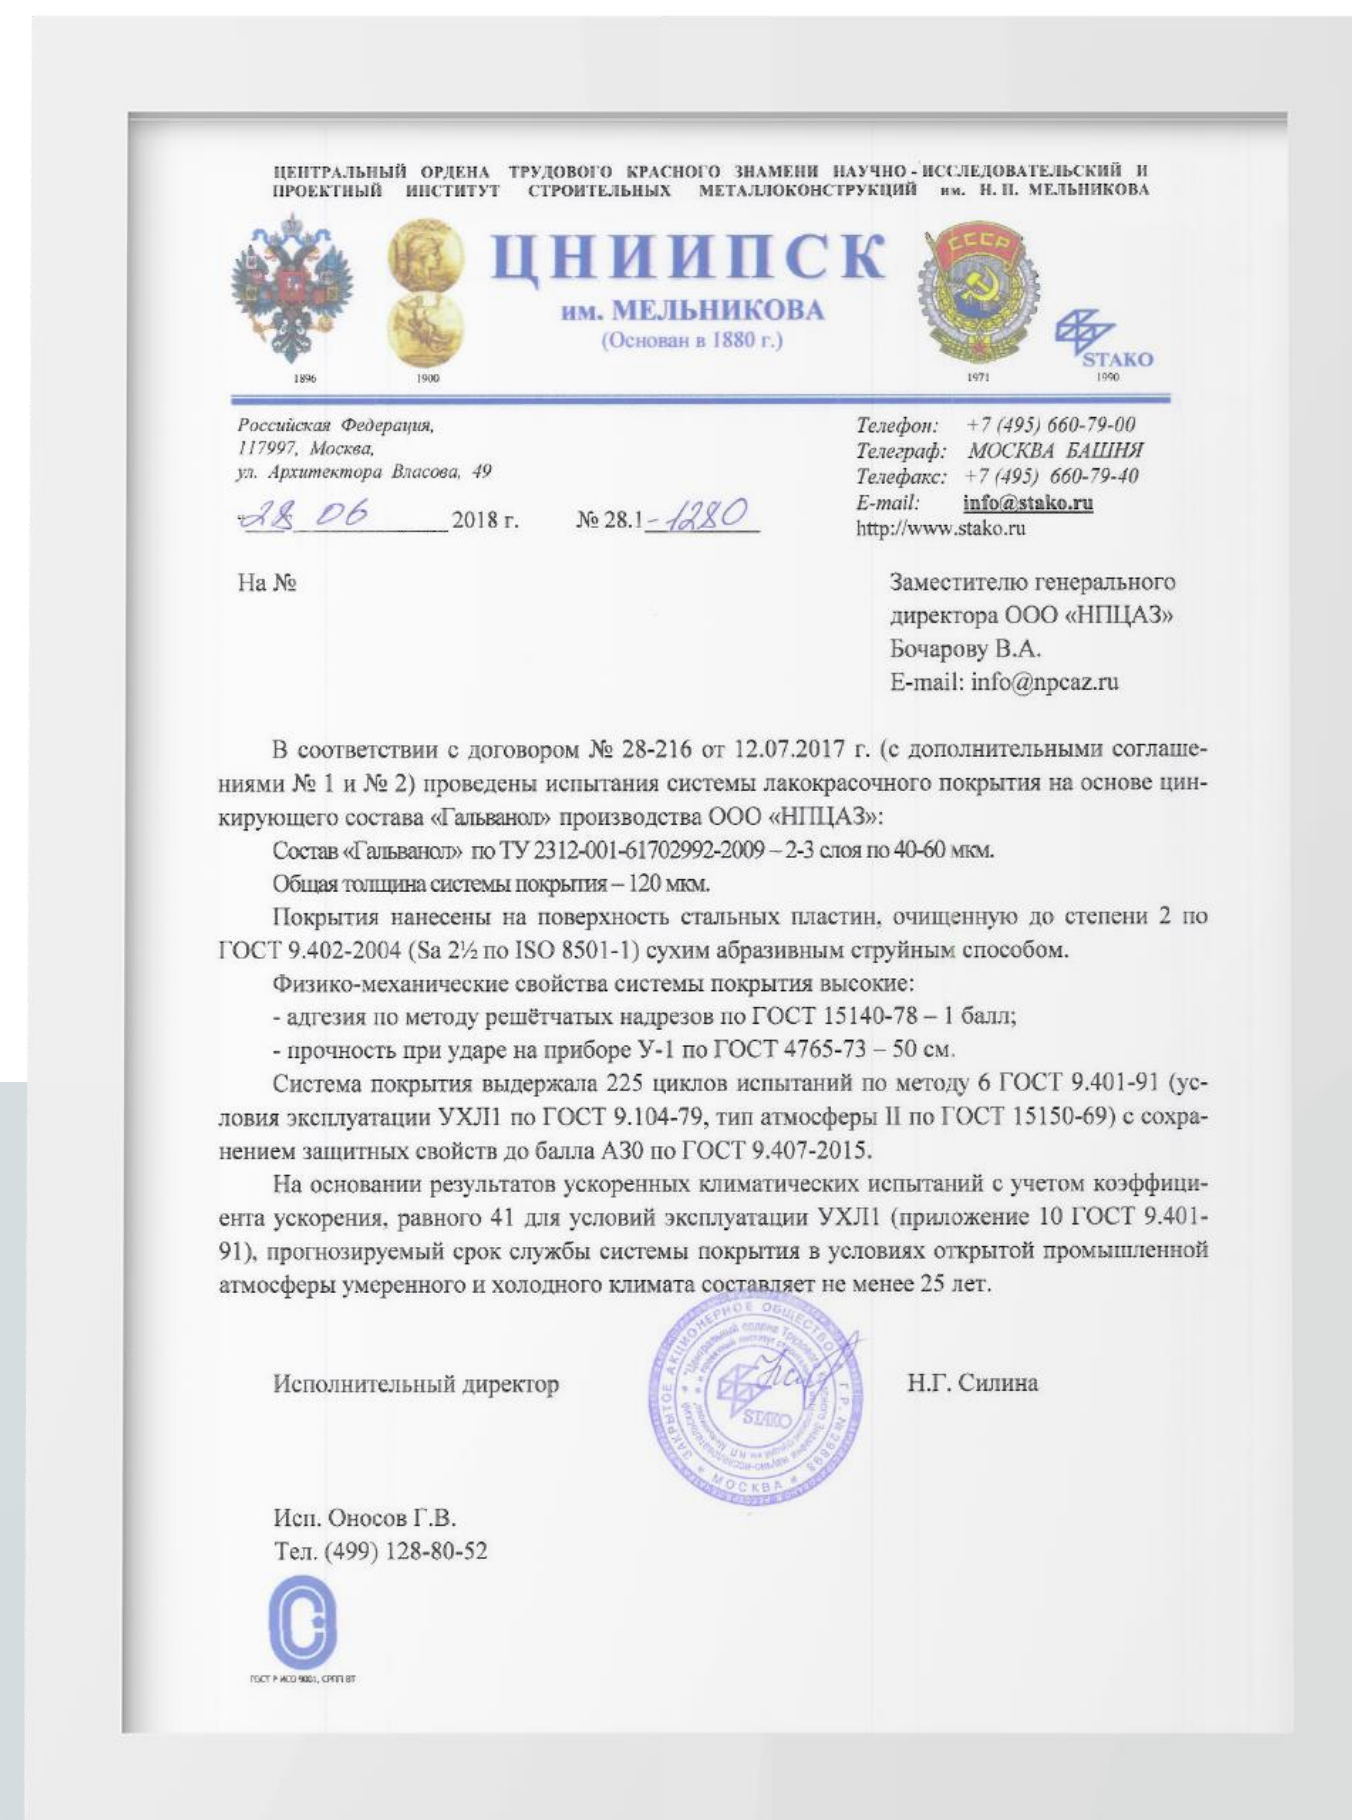 ЦЕНТРАЛЬНЫЙ ОРДЕНА ТРУДОВОГО КРАСНОГО ЗНАМЕНИ НАУЧНО-ИССЛЕДОВАТЕЛЬСКИЙ И
ПРОЕКТНЫЙ ИНСТИТУТ СТРОИТЕЛЬНЫХ МЕТАЛЛОКОНСТРУКЦИЙ им. Н. П. МЕЛЬНИКОВА
ЦНИИПСК
им. МЕЛЬНИКОВА
(Основан в 1880 г.)
СССР
STAKO
1896
1900
1971
1990
Российская Федерация,
117997, Москва,
ул. Архитектора Власова, 49
28 06 2018 г. № 28.1-1280
Телефон: +7 (495) 660-79-00
Телеграф: МОСКВА БАШНЯ
Телефакс: +7 (495) 660-79-40
E-mail: info@stako.ru
http://www.stako.ru
На №
Заместителю генерального
директора ООО «НПЦАЗ»
Бочарову В.А.
E-mail: info@npcaz.ru
В соответствии с договором № 28-216 от 12.07.2017 г. (с дополнительными соглаше-
ниями № 1 и № 2) проведены испытания системы лакокрасочного покрытия на основе цин-
кирующего состава «Гальванол» производства ООО «НПЦАЗ»:
Состав «Гальванол» по ТУ 2312-001-61702992-2009 – 2-3 слоя по 40-60 мкм.
Общая толщина системы покрытия – 120 мкм.
Покрытия нанесены на поверхность стальных пластин, очищенную до степени 2 по
ГОСТ 9.402-2004 (Sa 2½ по ISO 8501-1) сухим абразивным струйным способом.
Физико-механические свойства системы покрытия высокие:
- адгезия по методу решётчатых надрезов по ГОСТ 15140-78 – 1 балл;
- прочность при ударе на приборе У-1 по ГОСТ 4765-73 – 50 см.
Система покрытия выдержала 225 циклов испытаний по методу 6 ГОСТ 9.401-91 (ус-
ловия эксплуатации УХЛ1 по ГОСТ 9.104-79, тип атмосферы II по ГОСТ 15150-69) с сохра-
нением защитных свойств до балла АЗ0 по ГОСТ 9.407-2015.
На основании результатов ускоренных климатических испытаний с учетом коэффици-
ента ускорения, равного 41 для условий эксплуатации УХЛ1 (приложение 10 ГОСТ 9.401-
91), прогнозируемый срок службы системы покрытия в условиях открытой промышленной
атмосферы умеренного и холодного климата составляет не менее 25 лет.
Исполнительный директор
ЗАКРЫТОЕ АКЦИОНЕРНОЕ ОБЩЕСТВО
МОСКВА
STAKO
Н.Г. Силина
Исп. Оносов Г.В.
Тел. (499) 128-80-52
ГОСТ Р ИСО 9001, СРПП ВТ